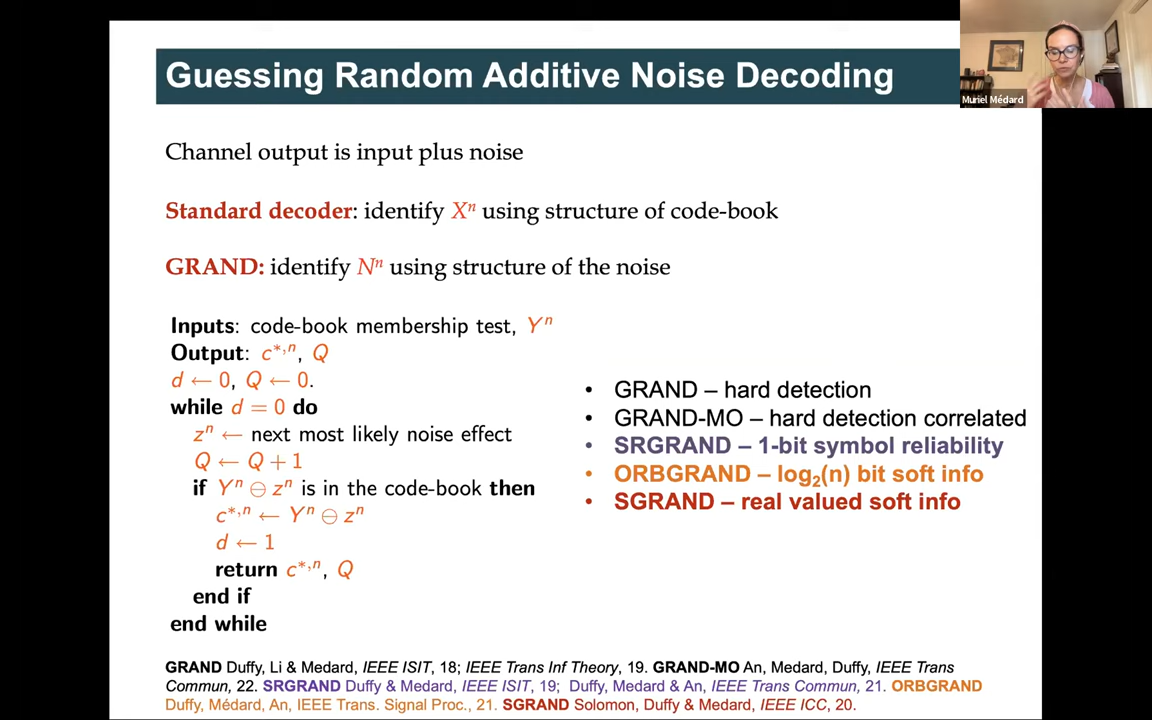 Guessing Random Additive Noise Decoding
Muriel Médard
Channel output is input plus noise
Standard decoder: identify Xⁿ using structure of code-book
GRAND: identify Nⁿ using structure of the noise
Inputs: code-book membership test, Yⁿ
Output: c*,ⁿ, Q
d ← 0, Q ← 0.
while d = 0 do
zⁿ ← next most likely noise effect
Q ← Q + 1
if Yⁿ ⊖ zⁿ is in the code-book then
c*,ⁿ ← Yⁿ ⊖ zⁿ
d ← 1
return c*,ⁿ, Q
end if
end while
• GRAND – hard detection
• GRAND-MO – hard detection correlated
• SRGRAND – 1-bit symbol reliability
• ORBGRAND – log₂(n) bit soft info
• SGRAND – real valued soft info
GRAND Duffy, Li & Medard, IEEE ISIT, 18; IEEE Trans Inf Theory, 19. GRAND-MO An, Medard, Duffy, IEEE Trans
Commun, 22. SRGRAND Duffy & Medard, IEEE ISIT, 19; Duffy, Medard & An, IEEE Trans Commun, 21. ORBGRAND
Duffy, Médard, An, IEEE Trans. Signal Proc., 21. SGRAND Solomon, Duffy & Medard, IEEE ICC, 20.